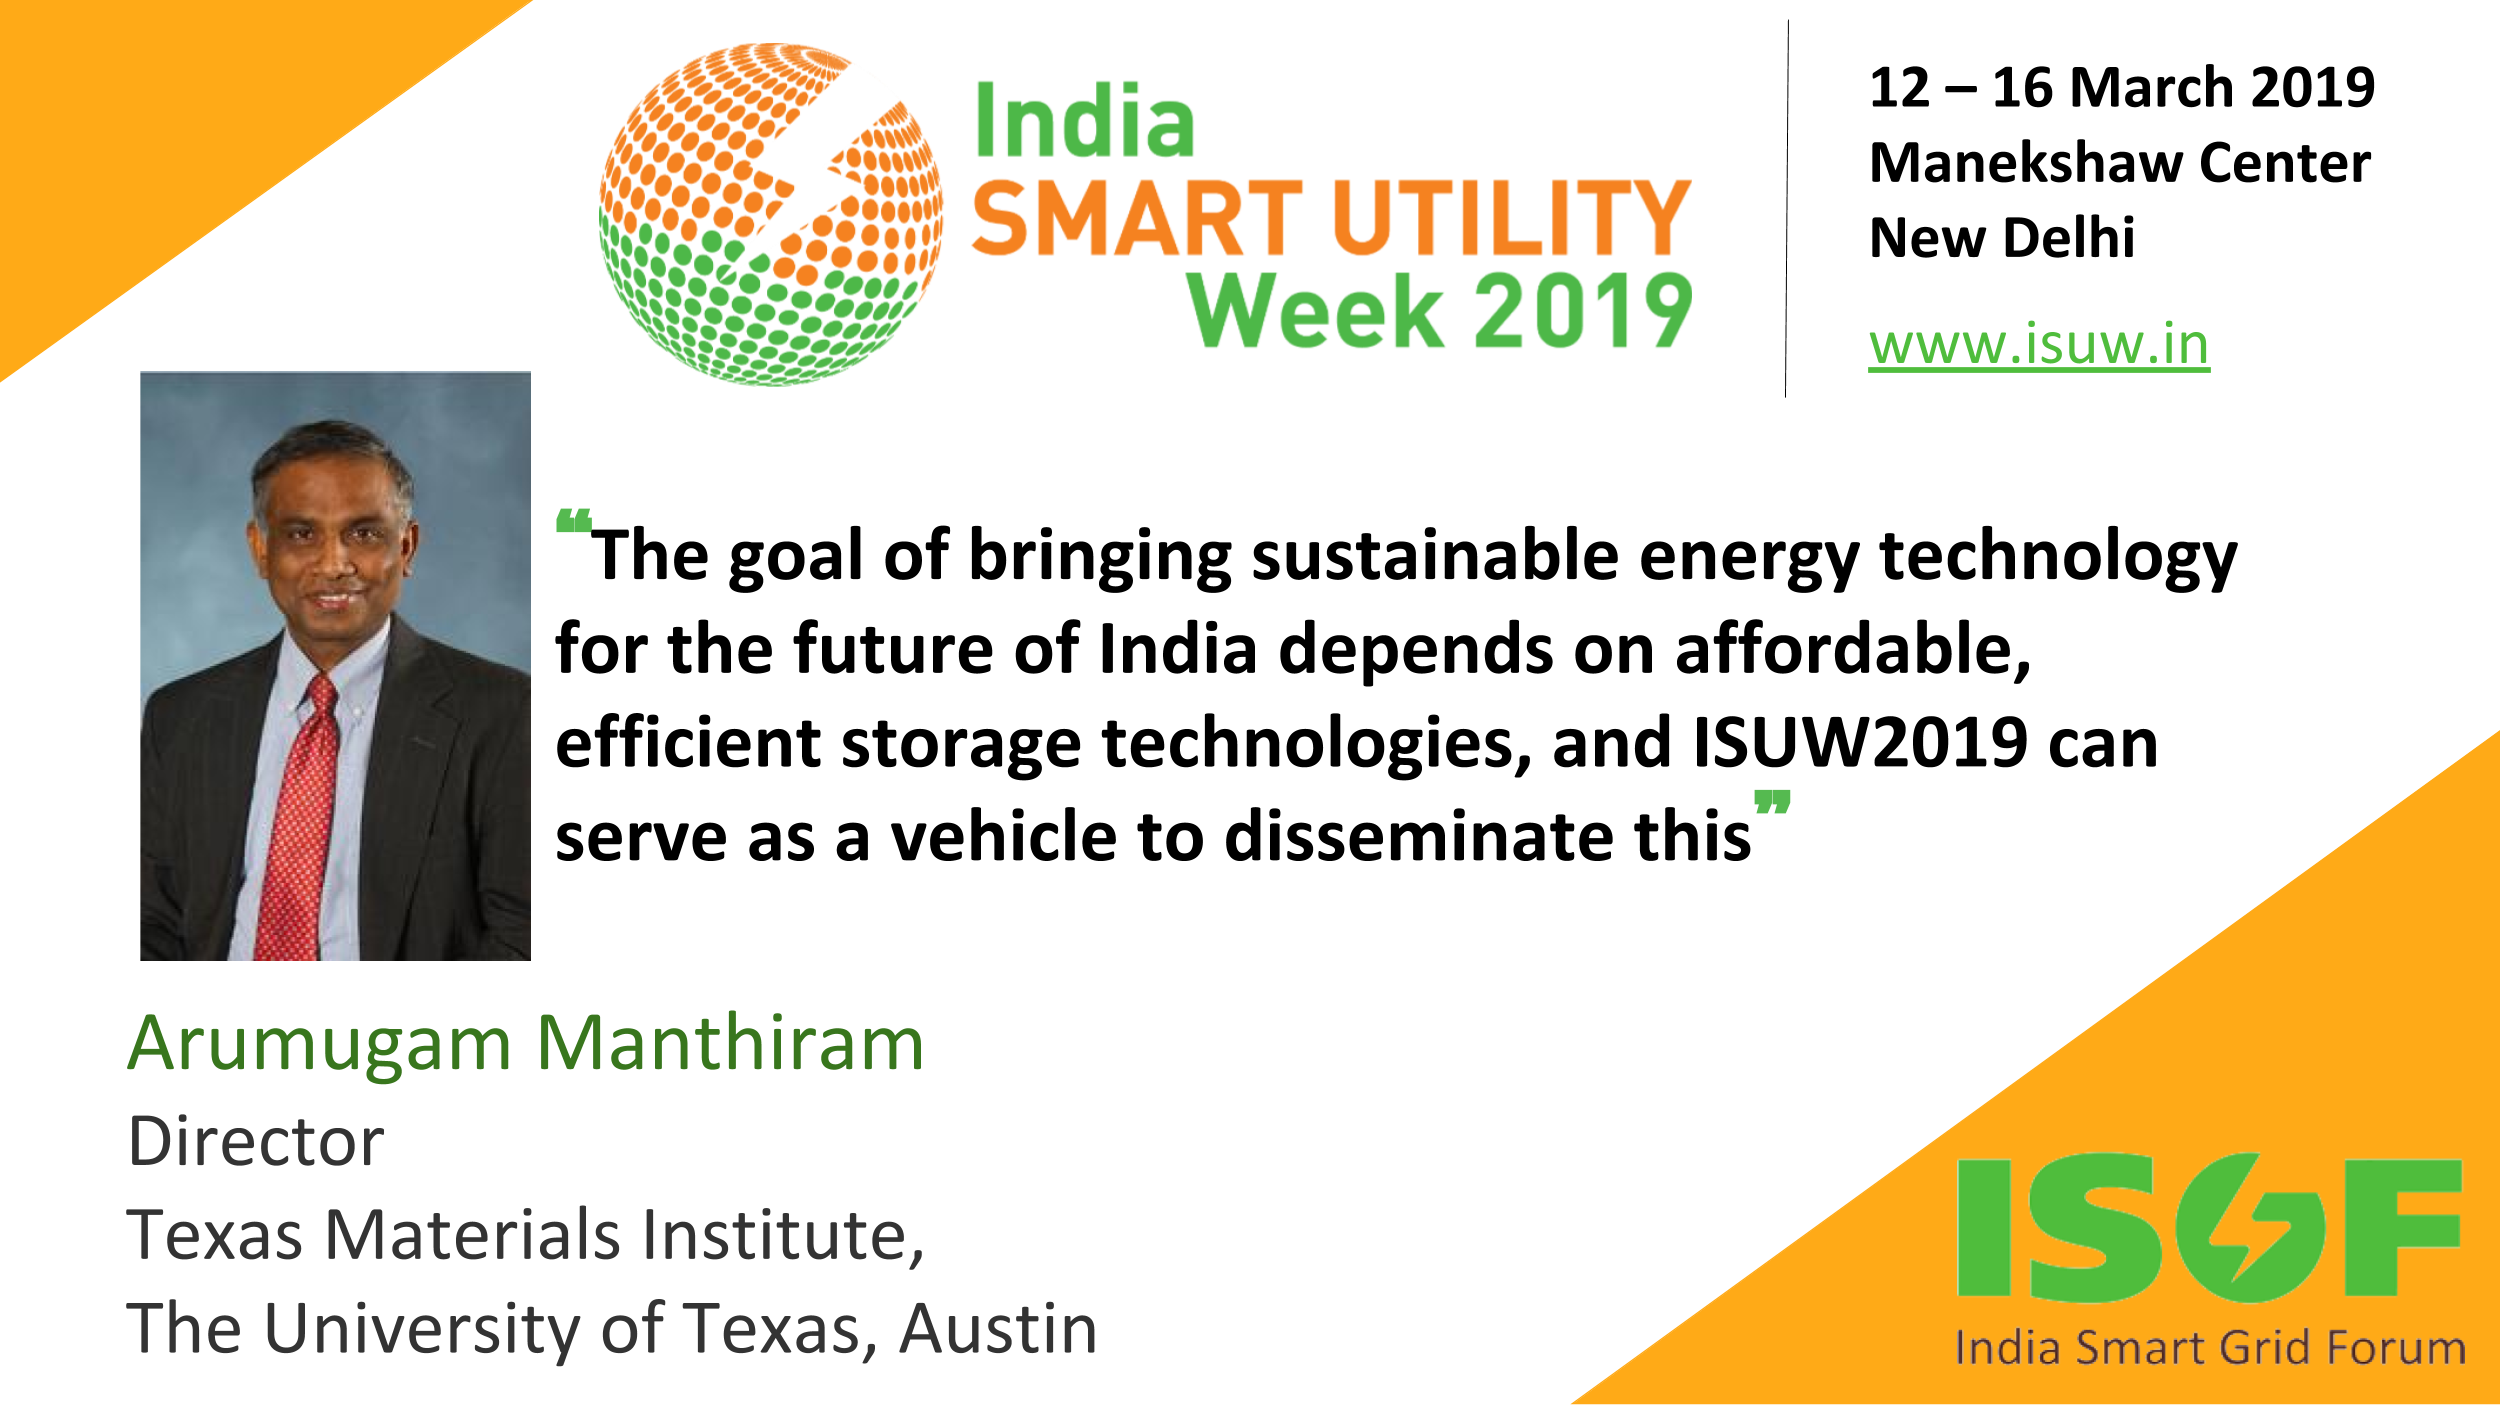 India
SMART UTILITY
Week 2019
12 – 16 March 2019
Manekshaw Center
New Delhi
www.isuw.in
❝The goal of bringing sustainable energy technology
for the future of India depends on affordable,
efficient storage technologies, and ISUW2019 can
serve as a vehicle to disseminate this❞
Arumugam Manthiram
Director
Texas Materials Institute,
The University of Texas, Austin
ISGF
India Smart Grid Forum